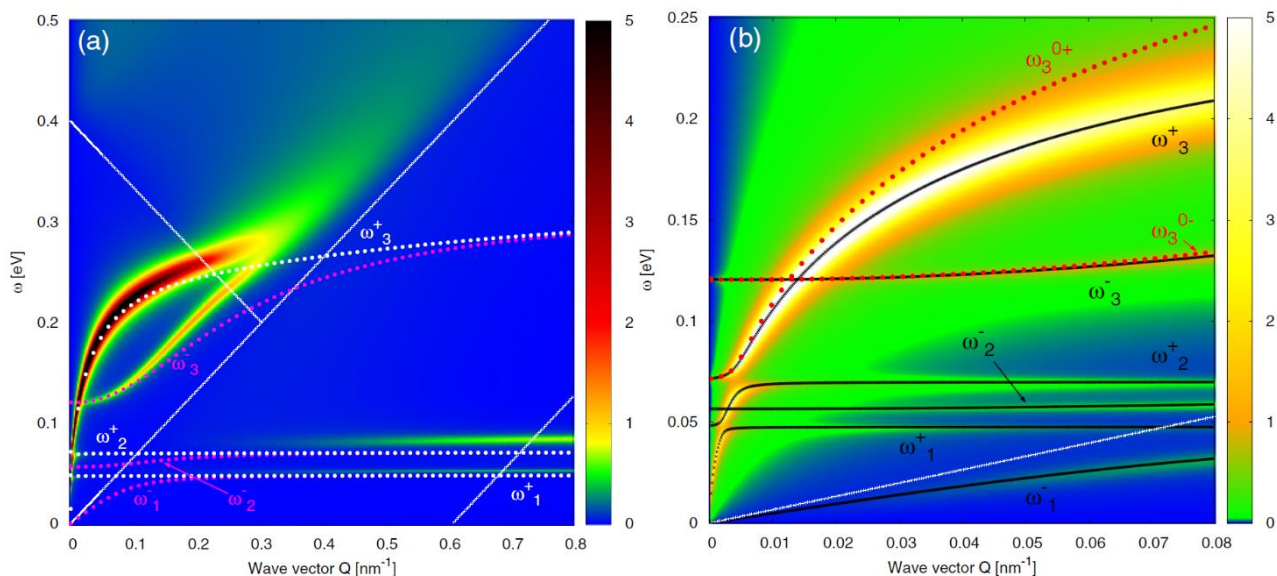 (a)
0.5
0.4
0.3
0.2
0.1
0
ω [eV]
0 0.1 0.2 0.3 0.4 0.5 0.6 0.7 0.8
Wave vector Q [nm⁻¹]
5
4
3
2
1
0
ω⁺₃
ω⁻₃
ω⁺₂
ω⁻₂
ω⁻₁
ω⁺₁
(b)
0.25
0.2
0.15
0.1
0.05
0
ω [eV]
0 0.01 0.02 0.03 0.04 0.05 0.06 0.07 0.08
Wave vector Q [nm⁻¹]
5
4
3
2
1
0
ω₃⁰⁺
ω⁺₃
ω₃⁰⁻
ω⁻₃
ω⁻₂
ω⁺₂
ω⁺₁
ω⁻₁